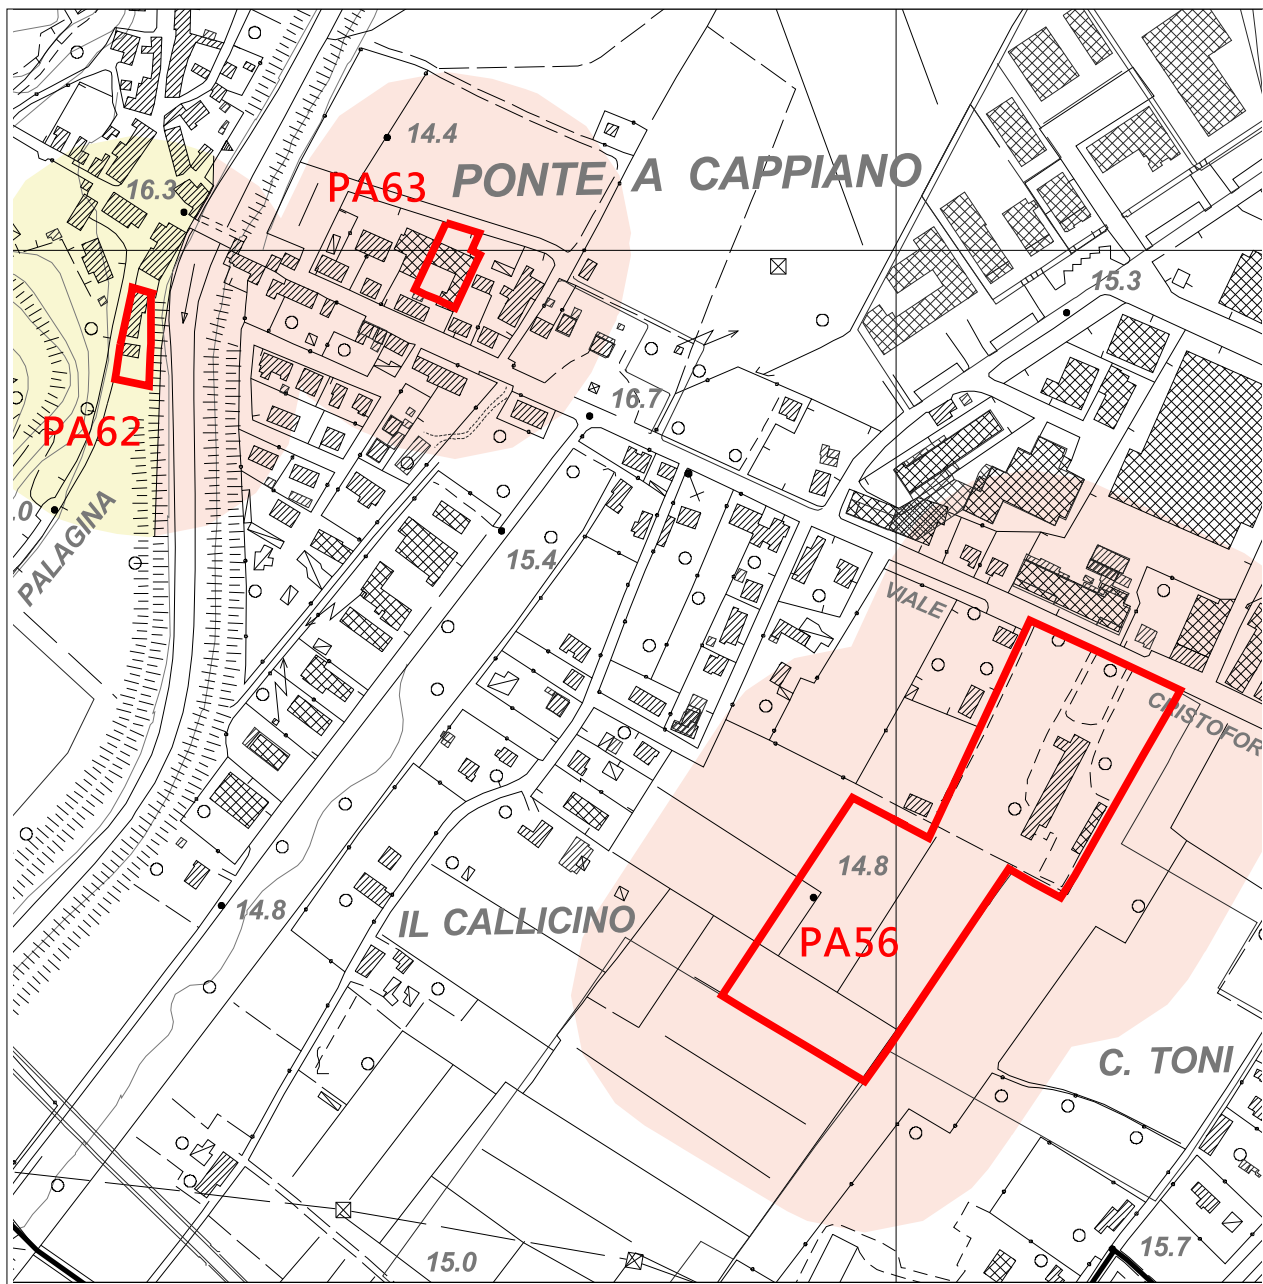 14.4
PONTE A CAPPIANO
PA63
16.3
15.3
16.7
PA62
.0
PALAGINA
15.4
VIALE
CRISTOFOR
14.8
14.8
IL CALLICINO
PA56
C. TONI
15.0
15.7